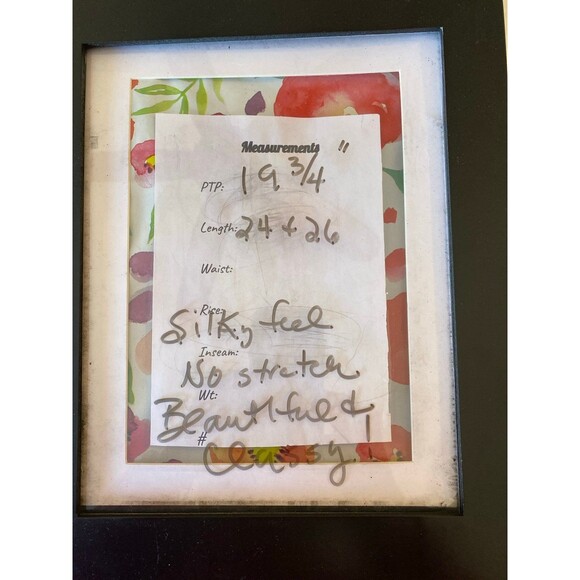 Measurements "
PTP: 19 3/4
Length: 24 & 26
Waist:
Rise:
Silky feel
Inseam:
No stretch
Wt:
Beautiful &
# Classy!